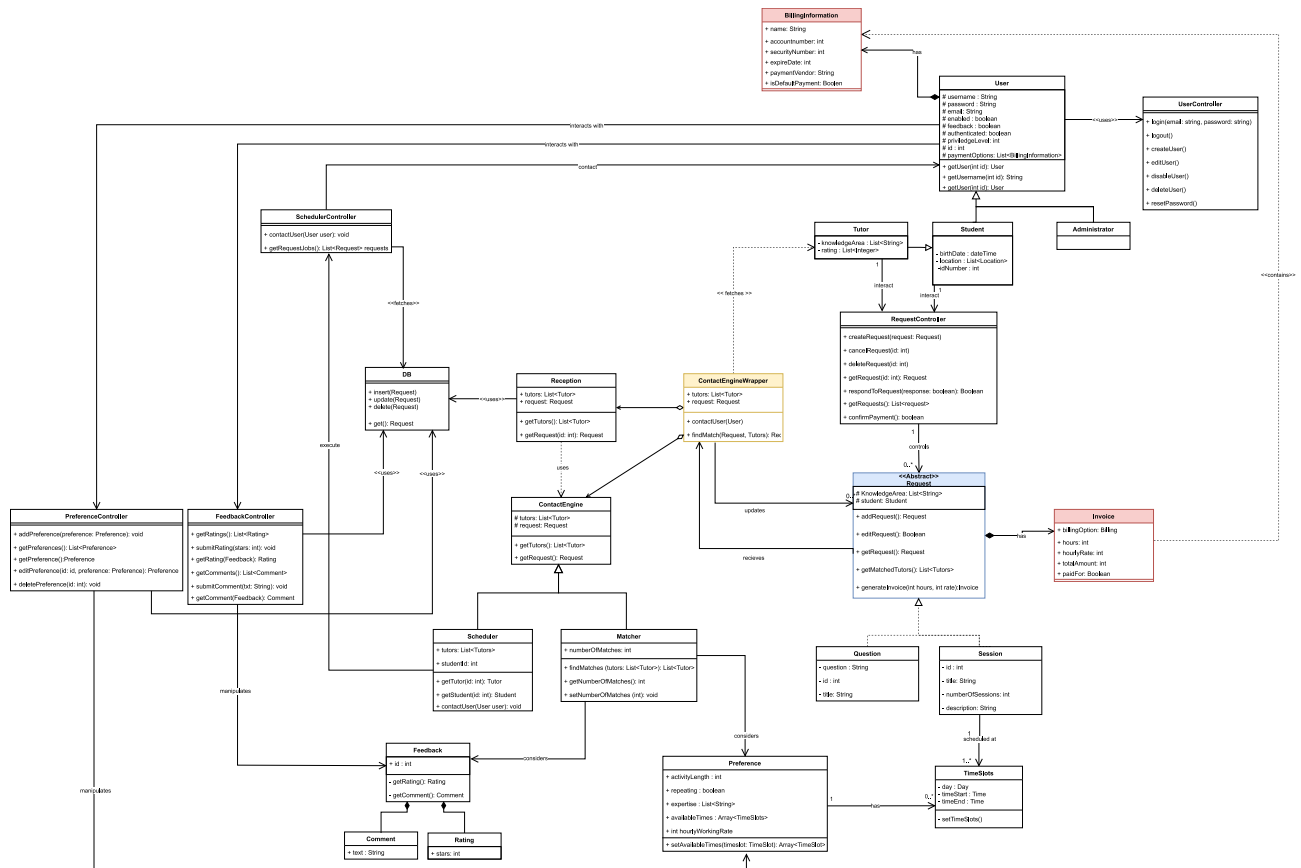 BillingInformation
+ name: String
+ accountnumber: int
+ securityNumber: int
+ expireDate: int
+ paymentVendor: String
+ isDefaultPayment: Boolen
has
User
# username : String
# password : String
# email: String
# enabled : boolean
# feedback : boolean
# authenticated: boolean
# priviledgeLevel: int
# id : int
# paymentOptions: List<BillingInformation>
+ getUser(int id): User
+ getUsername(int id): String
+ getUser(int id): User
<<uses>>
UserController
+ login(email: string, password: string)
+ logout()
+ createUser()
+ editUser()
+ disableUser()
+ deleteUser()
+ resetPassword()
interacts with
interacts with
contact
SchedulerController
+ contactUser(User user): void
+ getRequestJobs(): List<Request> requests
Tutor
- knowledgeArea : List<String>
- rating : List<Integer>
Student
- birthDate : dateTime
- location : List<Location>
-idNumber : int
Administrator
<<contains>>
1
interact
1
interact
<< fetches >>
<<fetches>>
RequestController
+ createRequest(request: Request)
+ cancelRequest(id: int)
+ deleteRequest(id: int)
+ getRequest(id: int): Request
+ respondToRequest(response: boolean): Boolean
+ getRequests(): List<request>
+ confirmPayment(): boolean
DB
+ insert(Request)
+ update(Request)
+ delete(Request)
+ get(): Request
<<uses>>
Reception
+ tutors: List<Tutor>
+ request: Request
+ getTutors(): List<Tutor>
+ getRequest(id: int): Request
ContactEngineWrapper
+ tutors: List<Tutor>
+ request: Request
+ contactUser(User)
+ findMatch(Request, Tutors): Rec
1
controls
0..*
execute
<<uses>>
<<uses>>
uses
<<Abstract>>
Request
# KnowledgeArea: List<String>
# student: Student
+ addRequest(): Request
+ editRequest(): Boolean
+ getRequest(): Request
+ getMatchedTutors(): List<Tutors>
+ generateInvoice(int hours, int rate):Invoice
0..*
updates
recieves
has
Invoice
+ billingOption: Billing
+ hours: int
+ hourlyRate: int
+ totalAmount: int
+ paidFor: Boolean
ContactEngine
# tutors: List<Tutor>
# request: Request
+ getTutors(): List<Tutor>
+ getRequest(): Request
PreferenceController
+ addPreference(preference: Preference): void
+ getPreferences(): List<Preference>
+ getPreference():Preference
+ editPreference(id: id, preference: Preference): Preference
+ deletePreference(id: int): void
FeedbackController
+ getRatings(): List<Rating>
+ submitRating(stars: int): void
+ getRating(Feedback): Rating
+ getComments(): List<Comment>
+ submitComment(txt: String): void
+ getComment(Feedback): Comment
Scheduler
+ tutors: List<Tutors>
+ studentId: int
+ getTutor(id: int): Tutor
+ getStudent(id: int): Student
+ contactUser(User user): void
Matcher
+ numberOfMatches: int
+ findMatches (tutors: List<Tutor>): List<Tutor>
+ getNumberOfMatches(): int
+ setNumberOfMatches (int): void
Question
- question : String
- id : int
- title: String
Session
- id : int
- title: String
- numberOfSessions: int
- description: String
manipulates
considers
considers
1
scheduled at
1..*
Feedback
+ id : int
- getRating(): Rating
- getComment(): Comment
manipulates
Comment
+ text : String
Rating
+ stars: int
Preference
+ activityLength : int
+ repeating : boolean
+ expertise : List<String>
+ availableTimes : Array<TimeSlots>
+ int hourlyWorkingRate
+ setAvailableTimes(timeslot: TimeSlot): Array<TimeSlot>
1
has
0..*
TimeSlots
- day : Day
- timeStart : Time
- timeEnd : Time
- setTimeSlots()